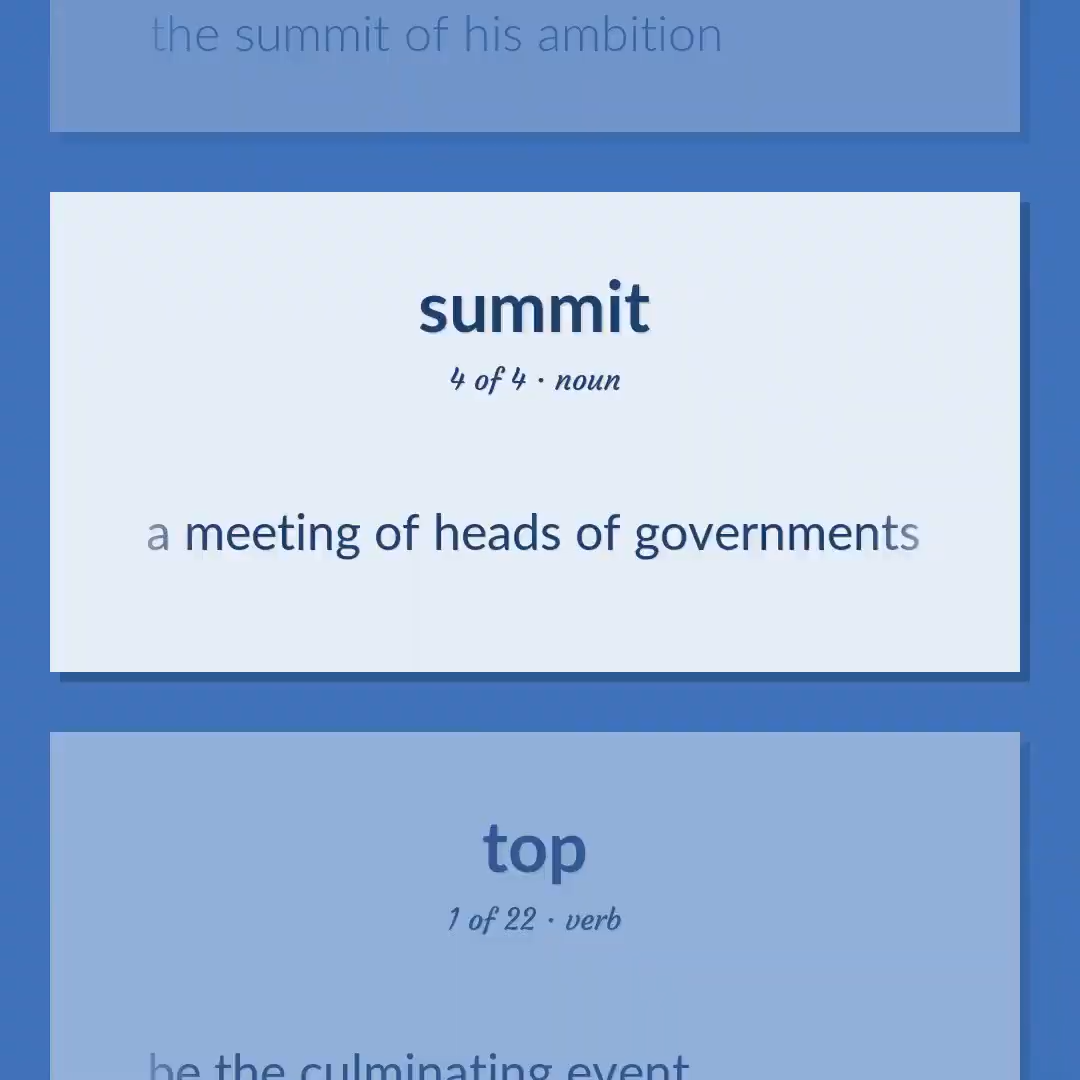 the summit of his ambition
summit
4 of 4 · noun
a meeting of heads of governments
top
1 of 22 · verb
be the culminating event